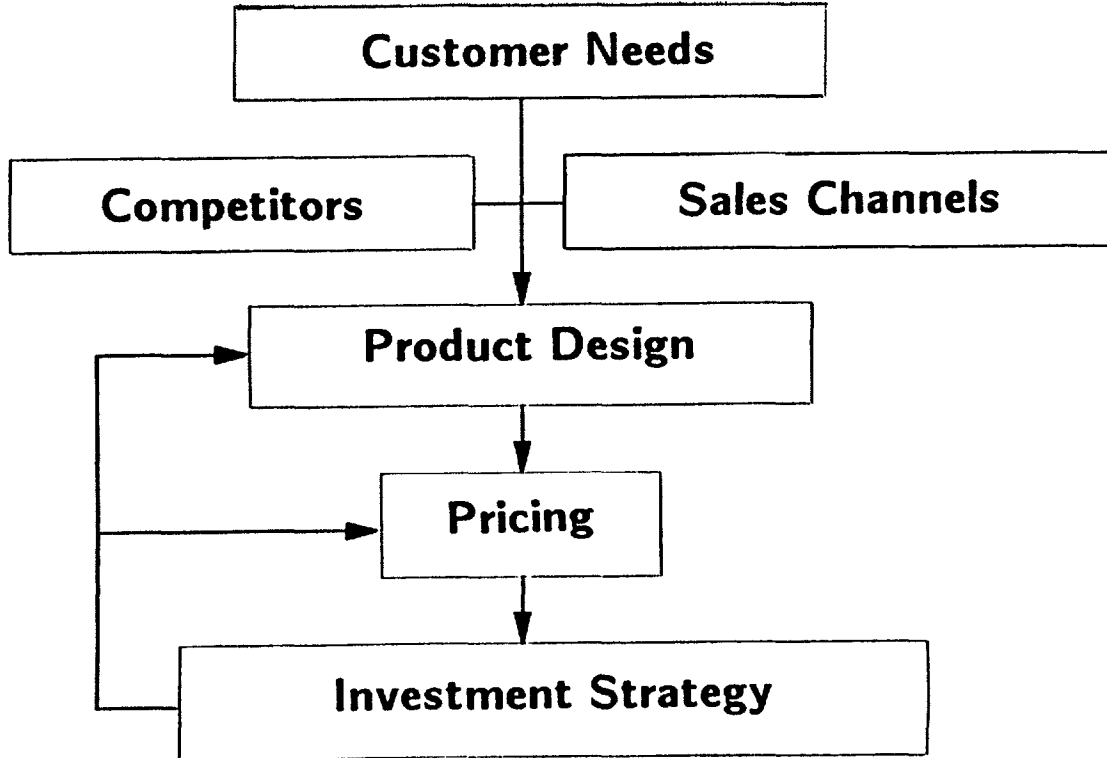 Customer Needs
Competitors
Sales Channels
Product Design
Pricing
Investment Strategy